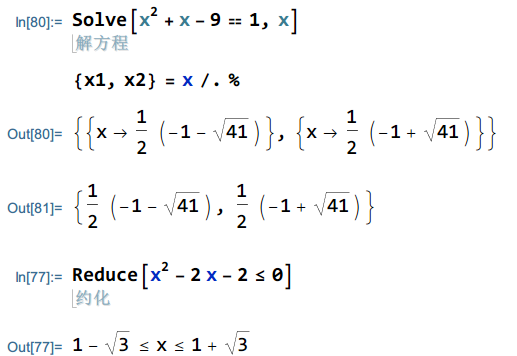 In[80]:= Solve[x² + x - 9 == 1, x]
解方程
{x1, x2} = x /. %
Out[80]= {{x → 1/2 (-1 - √41)}, {x → 1/2 (-1 + √41)}}
Out[81]= {1/2 (-1 - √41), 1/2 (-1 + √41)}
In[77]:= Reduce[x² - 2 x - 2 ≤ 0]
约化
Out[77]= 1 - √3 ≤ x ≤ 1 + √3